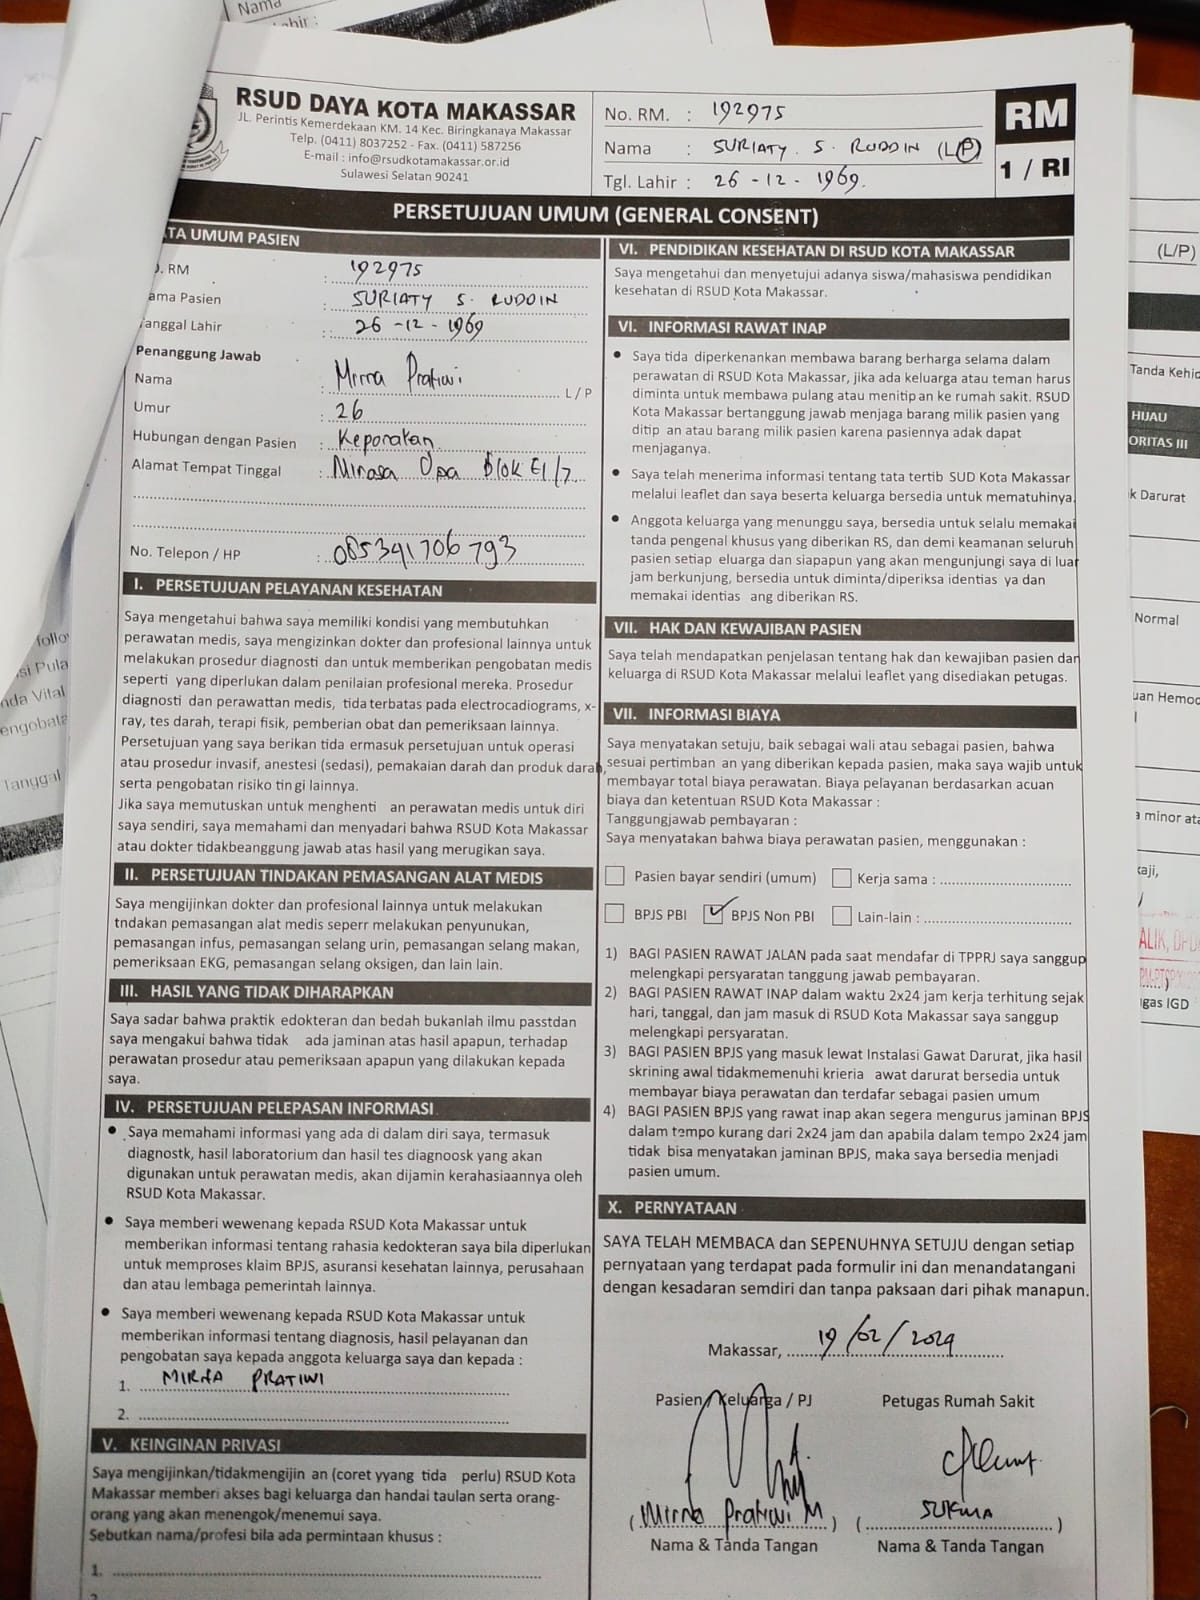 Nama
RSUD DAYA KOTA MAKASSAR
JL. Perintis Kemerdekaan KM. 14 Kec. Biringkanaya Makassar
Telp. (0411) 8037252 - Fax. (0411) 587256
E-mail : info@rsudkotamakassar.or.id
Sulawesi Selatan 90241
No. RM. : 192975
Nama : SURIATY S. RUDDIN (L/P)
Tgl. Lahir : 26 - 12 - 1969.
RM
1 / RI
PERSETUJUAN UMUM (GENERAL CONSENT)
TA UMUM PASIEN
. RM : 192975
ama Pasien : SURIATY S. RUDDIN
Tanggal Lahir : 26 - 12 - 1969
Penanggung Jawab
Nama : Mirna Pratiwi L / P
Umur : 26
Hubungan dengan Pasien : Keponakan
Alamat Tempat Tinggal : Minasa Upa Blok E1/7
No. Telepon / HP : 085391706793
I. PERSETUJUAN PELAYANAN KESEHATAN
Saya mengetahui bahwa saya memiliki kondisi yang membutuhkan
perawatan medis, saya mengizinkan dokter dan profesional lainnya untuk
melakukan prosedur diagnosti dan untuk memberikan pengobatan medis
seperti yang diperlukan dalam penilaian profesional mereka. Prosedur
diagnosti dan perawattan medis, tida terbatas pada electrocadiograms, x-
ray, tes darah, terapi fisik, pemberian obat dan pemeriksaan lainnya.
Persetujuan yang saya berikan tida ermasuk persetujuan untuk operasi
atau prosedur invasif, anestesi (sedasi), pemakaian darah dan produk darah,
serta pengobatan risiko tin gi lainnya.
Jika saya memutuskan untuk menghenti an perawatan medis untuk diri
saya sendiri, saya memahami dan menyadari bahwa RSUD Kota Makassar
atau dokter tidakbeanggung jawab atas hasil yang merugikan saya.
II. PERSETUJUAN TINDAKAN PEMASANGAN ALAT MEDIS
Saya mengijinkan dokter dan profesional lainnya untuk melakukan
tndakan pemasangan alat medis seperr melakukan penyunukan,
pemasangan infus, pemasangan selang urin, pemasangan selang makan,
pemeriksaan EKG, pemasangan selang oksigen, dan lain lain.
III. HASIL YANG TIDAK DIHARAPKAN
Saya sadar bahwa praktik edokteran dan bedah bukanlah ilmu passtdan
saya mengakui bahwa tidak ada jaminan atas hasil apapun, terhadap
perawatan prosedur atau pemeriksaan apapun yang dilakukan kepada
saya.
IV. PERSETUJUAN PELEPASAN INFORMASI
• Saya memahami informasi yang ada di dalam diri saya, termasuk
diagnostk, hasil laboratorium dan hasil tes diagnoosk yang akan
digunakan untuk perawatan medis, akan dijamin kerahasiaannya oleh
RSUD Kota Makassar.
• Saya memberi wewenang kepada RSUD Kota Makassar untuk
memberikan informasi tentang rahasia kedokteran saya bila diperlukan
untuk memproses klaim BPJS, asuransi kesehatan lainnya, perusahaan
dan atau lembaga pemerintah lainnya.
• Saya memberi wewenang kepada RSUD Kota Makassar untuk
memberikan informasi tentang diagnosis, hasil pelayanan dan
pengobatan saya kepada anggota keluarga saya dan kepada :
1. MIRNA PRATIWI
2.
V. KEINGINAN PRIVASI
Saya mengijinkan/tidakmengijin an (coret yyang tida perlu) RSUD Kota
Makassar memberi akses bagi keluarga dan handai taulan serta orang-
orang yang akan menengok/menemui saya.
Sebutkan nama/profesi bila ada permintaan khusus :
1.
VI. PENDIDIKAN KESEHATAN DI RSUD KOTA MAKASSAR
Saya mengetahui dan menyetujui adanya siswa/mahasiswa pendidikan
kesehatan di RSUD Kota Makassar.
VI. INFORMASI RAWAT INAP
• Saya tida diperkenankan membawa barang berharga selama dalam
perawatan di RSUD Kota Makassar, jika ada keluarga atau teman harus
diminta untuk membawa pulang atau menitip an ke rumah sakit. RSUD
Kota Makassar bertanggung jawab menjaga barang milik pasien yang
ditip an atau barang milik pasien karena pasiennya adak dapat
menjaganya.
• Saya telah menerima informasi tentang tata tertib SUD Kota Makassar
melalui leaflet dan saya beserta keluarga bersedia untuk mematuhinya
• Anggota keluarga yang menunggu saya, bersedia untuk selalu memakai
tanda pengenal khusus yang diberikan RS, dan demi keamanan seluruh
pasien setiap eluarga dan siapapun yang akan mengunjungi saya di luar
jam berkunjung, bersedia untuk diminta/diperiksa identias ya dan
memakai identias ang diberikan RS.
VII. HAK DAN KEWAJIBAN PASIEN
Saya telah mendapatkan penjelasan tentang hak dan kewajiban pasien dan
keluarga di RSUD Kota Makassar melalui leaflet yang disediakan petugas.
VII. INFORMASI BIAYA
Saya menyatakan setuju, baik sebagai wali atau sebagai pasien, bahwa
sesuai pertimban an yang diberikan kepada pasien, maka saya wajib untuk
membayar total biaya perawatan. Biaya pelayanan berdasarkan acuan
biaya dan ketentuan RSUD Kota Makassar :
Tanggungjawab pembayaran :
Saya menyatakan bahwa biaya perawatan pasien, menggunakan :
Pasien bayar sendiri (umum) Kerja sama :
BPJS PBI ✓ BPJS Non PBI Lain-lain :
1) BAGI PASIEN RAWAT JALAN pada saat mendafar di TPPRJ saya sanggup
melengkapi persyaratan tanggung jawab pembayaran.
2) BAGI PASIEN RAWAT INAP dalam waktu 2x24 jam kerja terhitung sejak
hari, tanggal, dan jam masuk di RSUD Kota Makassar saya sanggup
melengkapi persyaratan.
3) BAGI PASIEN BPJS yang masuk lewat Instalasi Gawat Darurat, jika hasil
skrining awal tidakmemenuhi krieria awat darurat bersedia untuk
membayar biaya perawatan dan terdafar sebagai pasien umum
4) BAGI PASIEN BPJS yang rawat inap akan segera mengurus jaminan BPJS
dalam tempo kurang dari 2x24 jam dan apabila dalam tempo 2x24 jam
tidak bisa menyatakan jaminan BPJS, maka saya bersedia menjadi
pasien umum.
X. PERNYATAAN
SAYA TELAH MEMBACA dan SEPENUHNYA SETUJU dengan setiap
pernyataan yang terdapat pada formulir ini dan menandatangani
dengan kesadaran semdiri dan tanpa paksaan dari pihak manapun.
Makassar, 19/02/2024
Pasien / Keluarga / PJ Petugas Rumah Sakit
(Mirna Pratiwi M) (SUKMA)
Nama & Tanda Tangan Nama & Tanda Tangan
(L/P)
Tanda Kehid
HIJAU
ORITAS III
k Darurat
Normal
uan Hemod
a minor ata
kaji,
gas IGD
follo
si Pula
nda Vital
engobata
Tanggal